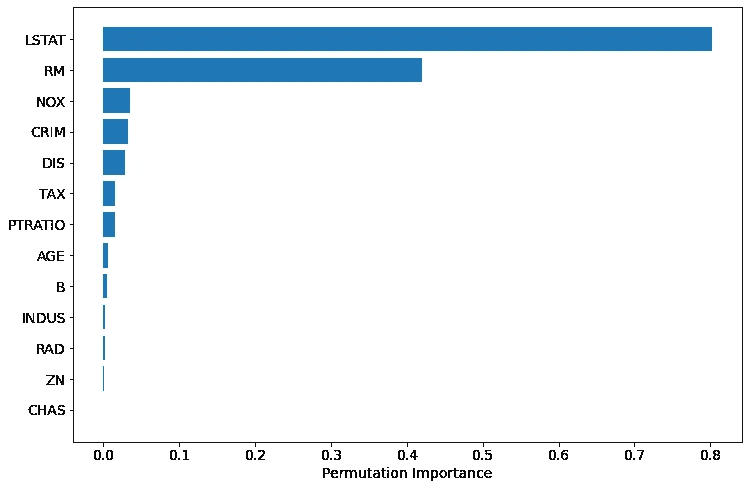 LSTAT
RM
NOX
CRIM
DIS
TAX
PTRATIO
AGE
B
INDUS
RAD
ZN
CHAS
0.0 0.1 0.2 0.3 0.4 0.5 0.6 0.7 0.8
Permutation Importance